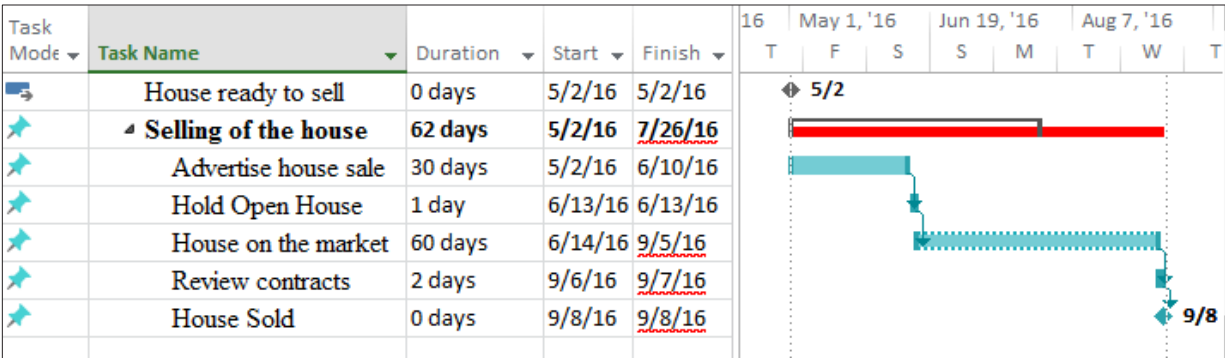 Task Mode Task Name Duration Start Finish 16 May 1, '16 Jun 19, '16 Aug 7, '16
T F S S M T W T
House ready to sell 0 days 5/2/16 5/2/16 5/2
Selling of the house 62 days 5/2/16 7/26/16
Advertise house sale 30 days 5/2/16 6/10/16
Hold Open House 1 day 6/13/16 6/13/16
House on the market 60 days 6/14/16 9/5/16
Review contracts 2 days 9/6/16 9/7/16
House Sold 0 days 9/8/16 9/8/16 9/8